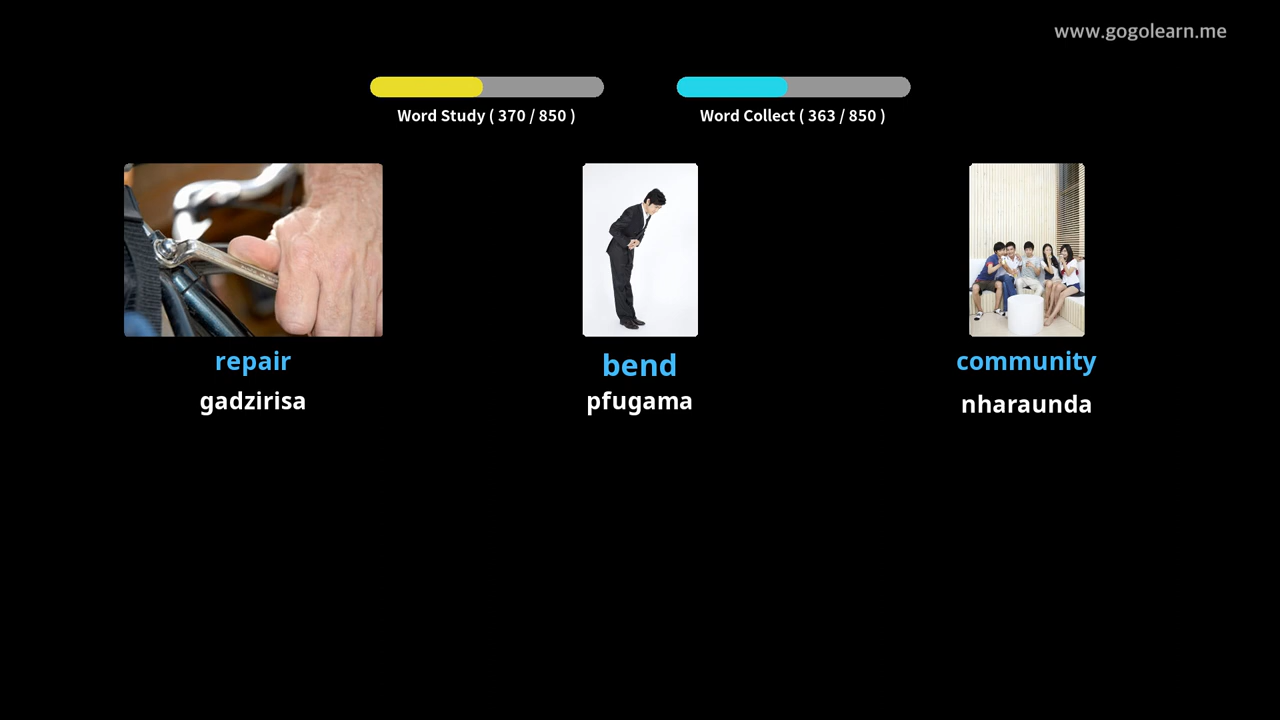 www.gogolearn.me
Word Study ( 370 / 850 )
Word Collect ( 363 / 850 )
repair
bend
community
gadzirisa
pfugama
nharaunda